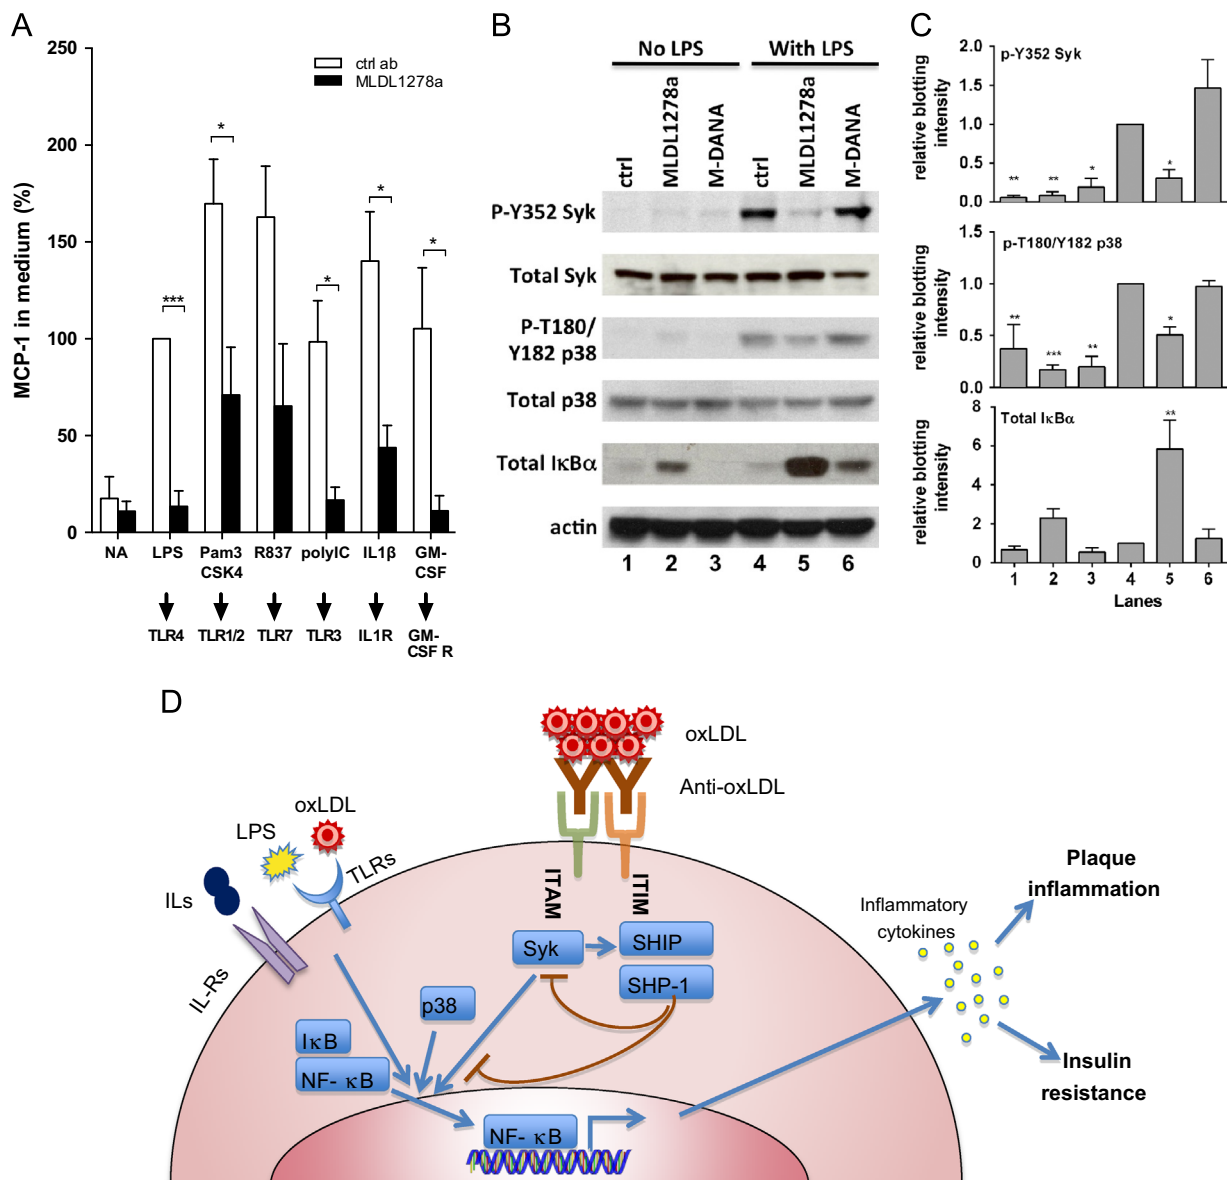 A
MCP-1 in medium (%)
250
200
150
100
50
0
ctrl ab
MLDL1278a
***
*
*
*
*
NA
LPS
Pam3
CSK4
R837
polyIC
IL1β
GM-
CSF
TLR4
TLR1/2
TLR7
TLR3
IL1R
GM-
CSF R
B
No LPS
With LPS
ctrl
MLDL1278a
M-DANA
ctrl
MLDL1278a
M-DANA
P-Y352 Syk
Total Syk
P-T180/
Y182 p38
Total p38
Total IκBα
actin
1 2 3 4 5 6
C
relative blotting
intensity
2.0
1.5
1.0
0.5
0.0
p-Y352 Syk
** ** * *
relative blotting
intensity
1.5
1.0
0.5
0.0
p-T180/Y182 p38
** *** ** *
relative blotting
intensity
8
6
4
2
0
Total IκBα
**
1 2 3 4 5 6
Lanes
D
oxLDL
Anti-oxLDL
oxLDL
LPS
TLRs
ILs
IL-Rs
ITAM
ITIM
Syk
SHIP
SHP-1
p38
IκB
NF- κB
NF- κB
Inflammatory
cytokines
Plaque
inflammation
Insulin
resistance